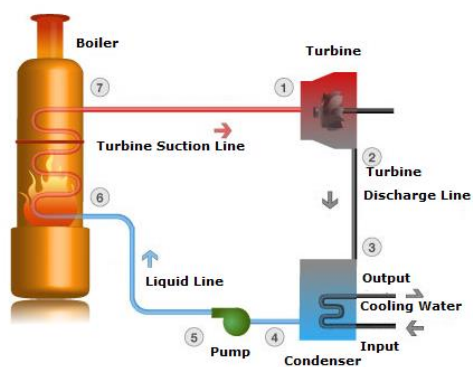 Boiler
Turbine
7
1
Turbine Suction Line
2
Turbine
Discharge Line
6
3
Liquid Line
Output
Cooling Water
5
Pump
4
Input
Condenser